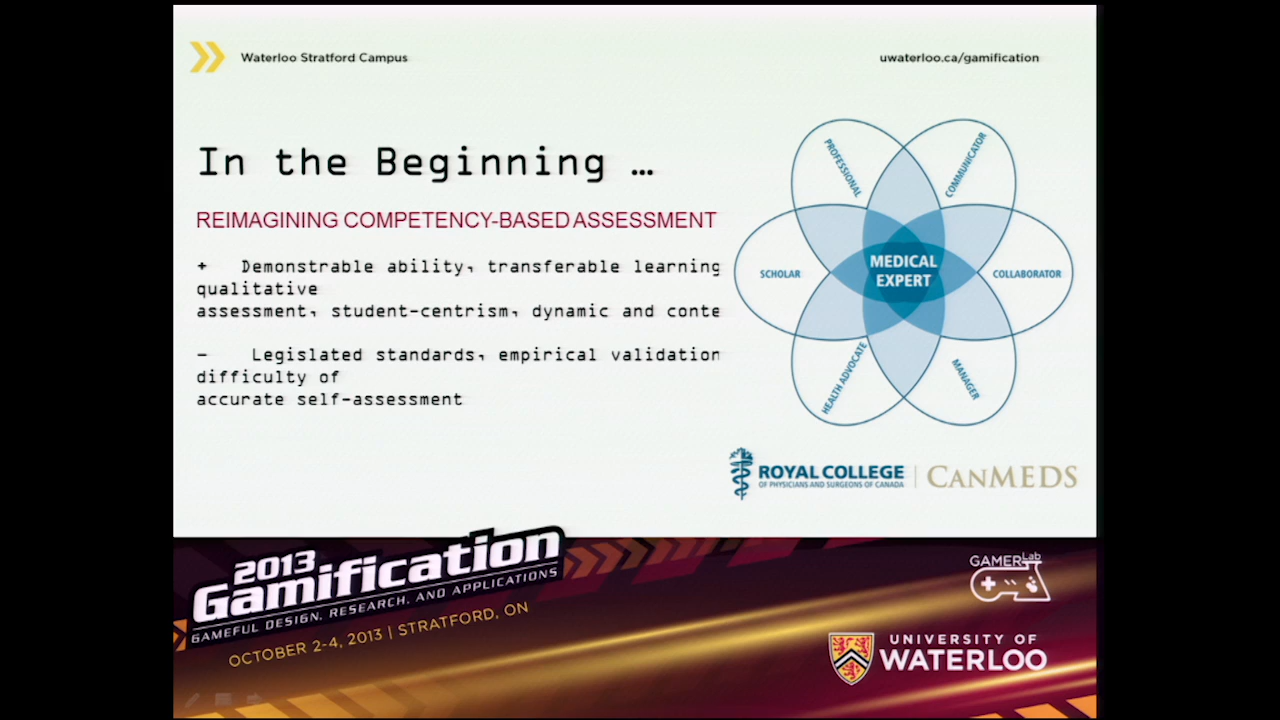 Waterloo Stratford Campus
uwaterloo.ca/gamification
In the Beginning …
REIMAGINING COMPETENCY-BASED ASSESSMENT
+ Demonstrable ability, transferable learning
qualitative
assessment, student-centrism, dynamic and conte
– Legislated standards, empirical validation
difficulty of
accurate self-assessment
PROFESSIONAL
COMMUNICATOR
SCHOLAR
MEDICAL
EXPERT
COLLABORATOR
HEALTH ADVOCATE
MANAGER
ROYAL COLLEGE
OF PHYSICIANS AND SURGEONS OF CANADA
CANMEDS
2013
Gamification
GAMEFUL DESIGN, RESEARCH, AND APPLICATIONS
OCTOBER 2-4, 2013 | STRATFORD, ON
GAMER Lab
UNIVERSITY OF
WATERLOO